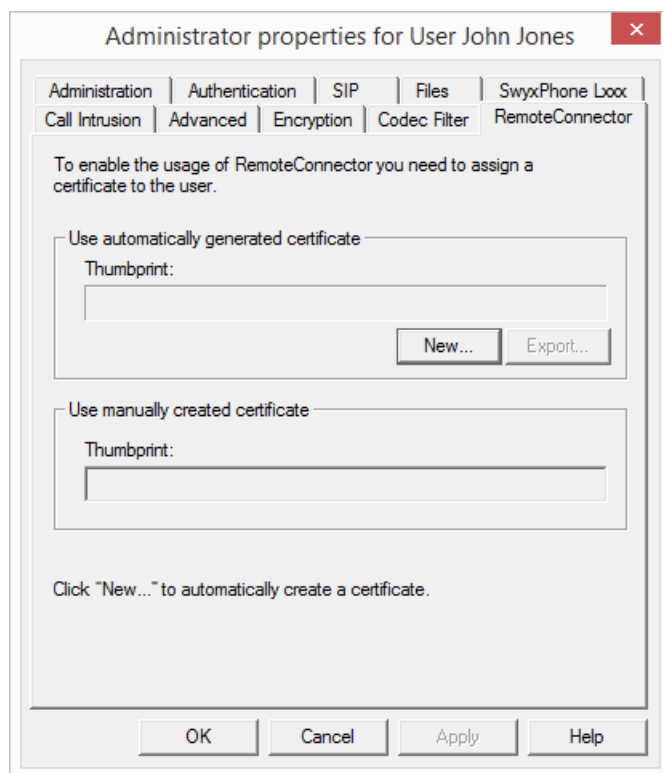 Administrator properties for User John Jones
Administration Authentication SIP Files SwyxPhone Lxxx
Call Intrusion Advanced Encryption Codec Filter RemoteConnector
To enable the usage of RemoteConnector you need to assign a
certificate to the user.
Use automatically generated certificate
Thumbprint:
New... Export...
Use manually created certificate
Thumbprint:
Click "New..." to automatically create a certificate.
OK Cancel Apply Help